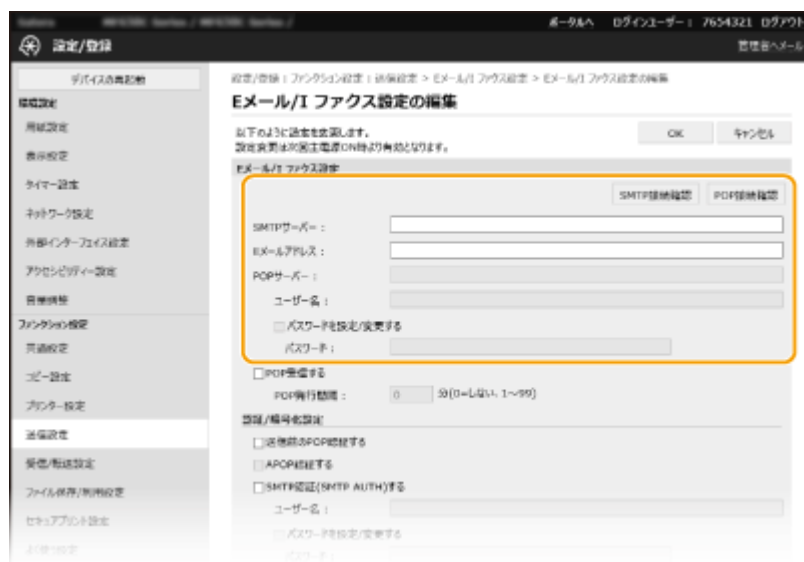 ポータルへ ログインユーザー： 7654321 ログアウト
設定/登録
管理者へメール
デバイスの再起動
設定/登録 : ファンクション設定 : 送信設定 > Eメール/I ファクス設定 > Eメール/I ファクス設定の編集
Eメール/I ファクス設定の編集
以下のように設定を変更します。
設定変更は次回主電源ON時より有効となります。
OK
キャンセル
環境設定
用紙設定
表示設定
タイマー設定
ネットワーク設定
外部インターフェイス設定
アクセシビリティー設定
音量調整
ファンクション設定
共通設定
コピー設定
プリンター設定
送信設定
受信/転送設定
ファイル保存/利用設定
セキュアプリント設定
Eメール/I ファクス設定
SMTP接続確認
POP接続確認
SMTPサーバー :
Eメールアドレス :
POPサーバー :
ユーザー名 :
パスワードを設定/変更する
パスワード :
POP受信する
POP発行間隔 :
0 分(0=しない, 1～99)
認証/暗号化設定
送信前のPOP認証する
APOP認証する
SMTP認証(SMTP AUTH)する
ユーザー名 :
パスワードを設定/変更する
パスワード :